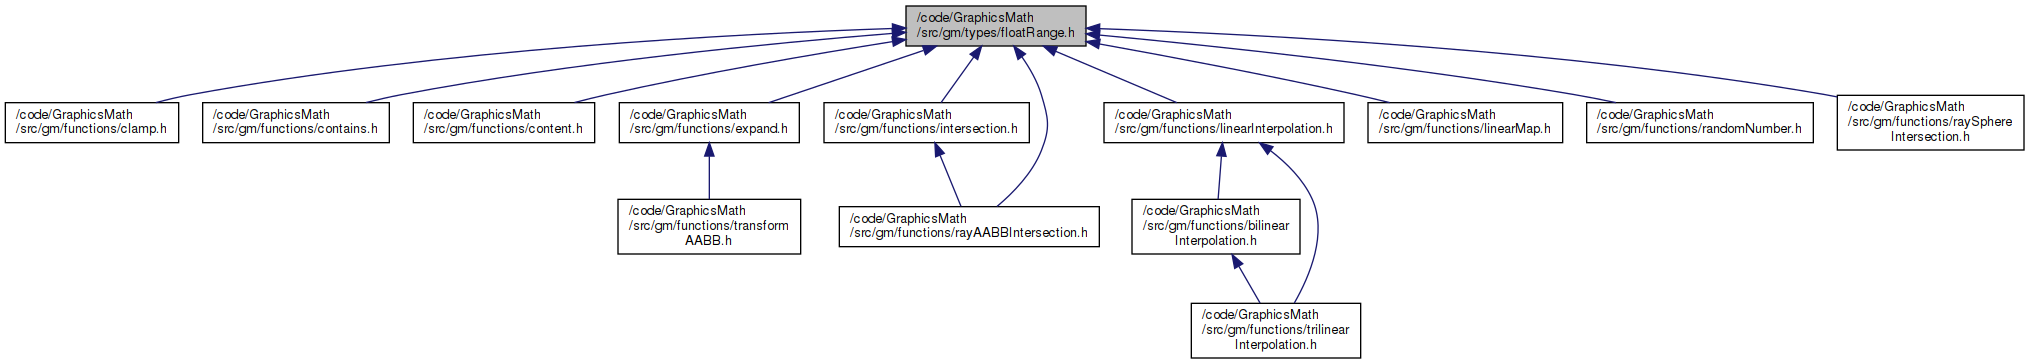 /code/GraphicsMath
/src/gm/types/floatRange.h
/code/GraphicsMath
/src/gm/functions/clamp.h
/code/GraphicsMath
/src/gm/functions/contains.h
/code/GraphicsMath
/src/gm/functions/content.h
/code/GraphicsMath
/src/gm/functions/expand.h
/code/GraphicsMath
/src/gm/functions/intersection.h
/code/GraphicsMath
/src/gm/functions/linearInterpolation.h
/code/GraphicsMath
/src/gm/functions/linearMap.h
/code/GraphicsMath
/src/gm/functions/randomNumber.h
/code/GraphicsMath
/src/gm/functions/raySphere
Intersection.h
/code/GraphicsMath
/src/gm/functions/transform
AABB.h
/code/GraphicsMath
/src/gm/functions/rayAABBIntersection.h
/code/GraphicsMath
/src/gm/functions/bilinear
Interpolation.h
/code/GraphicsMath
/src/gm/functions/trilinear
Interpolation.h